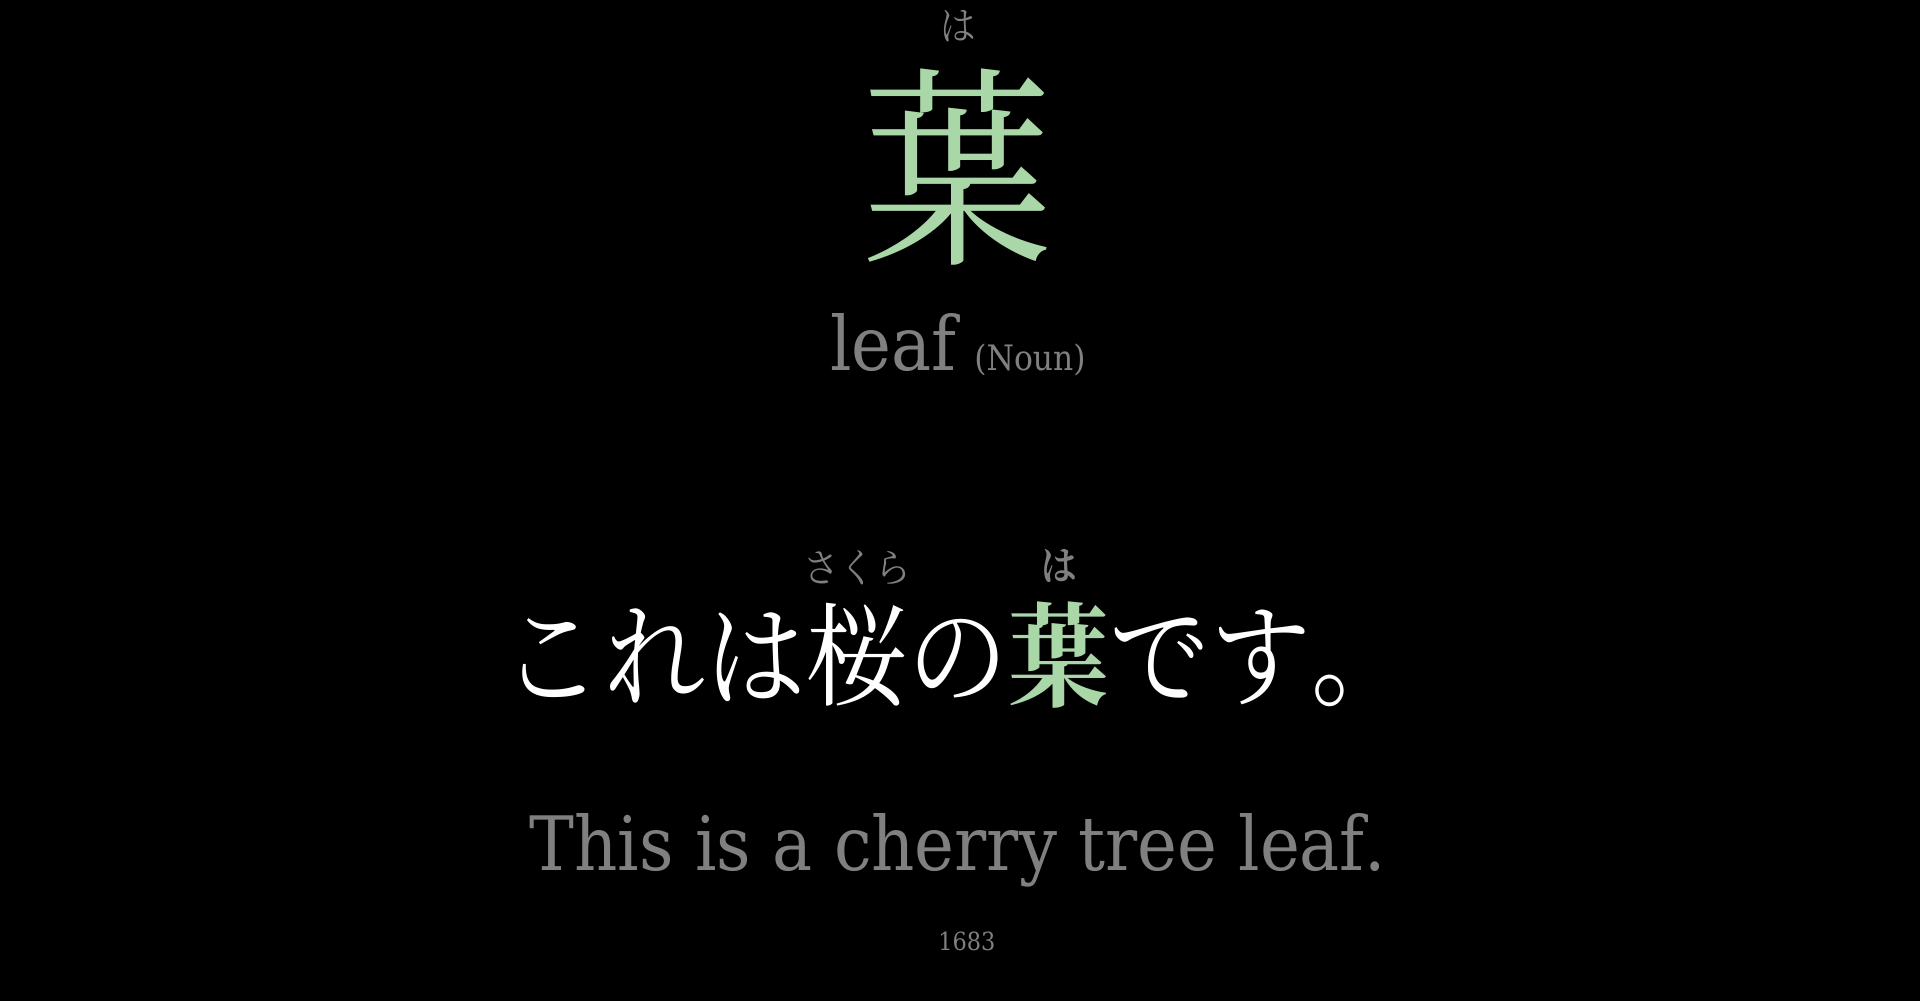 は
葉
leaf (Noun)
さくら は
これは桜の葉です。
This is a cherry tree leaf.
1683